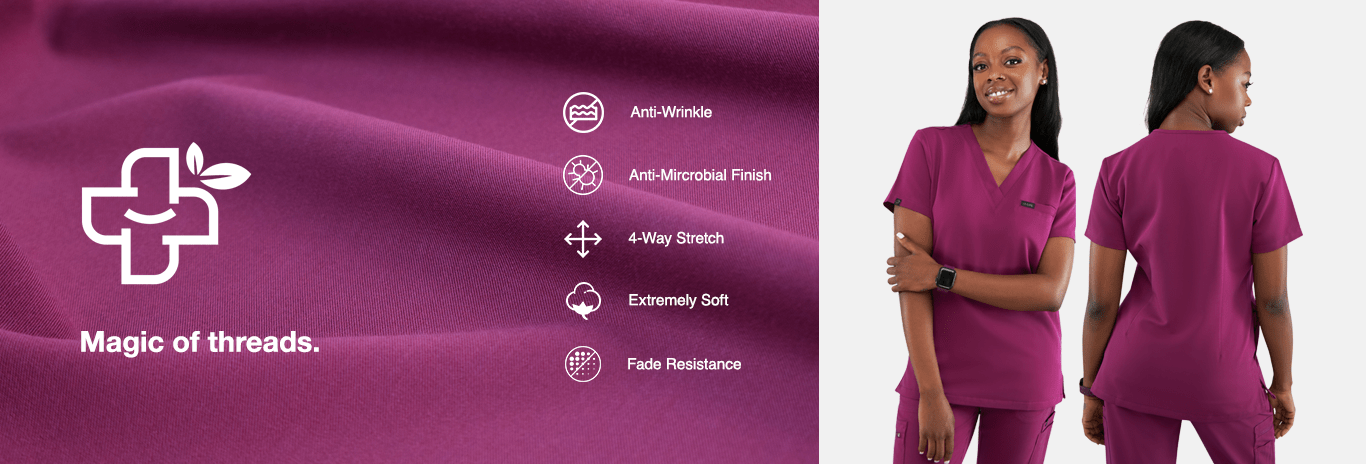 Magic of threads.
Anti-Wrinkle
Anti-Mircrobial Finish
4-Way Stretch
Extremely Soft
Fade Resistance